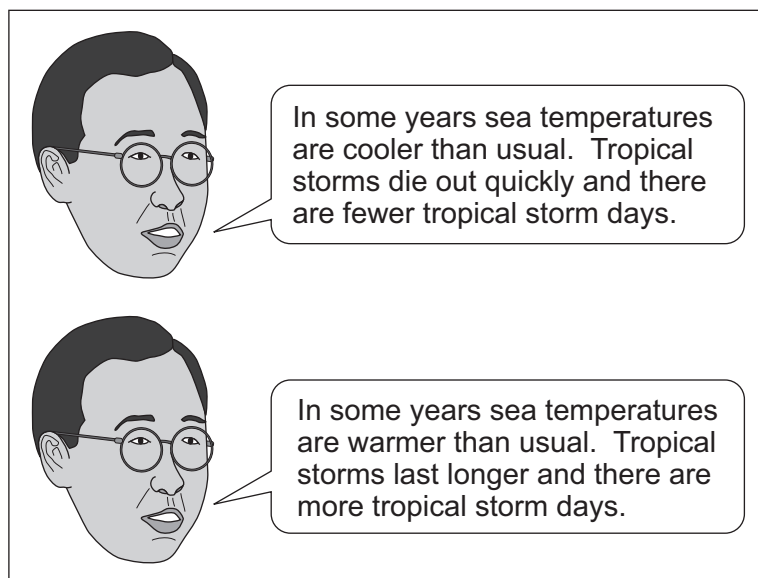 In some years sea temperatures
are cooler than usual.  Tropical
storms die out quickly and there
are fewer tropical storm days.
In some years sea temperatures
are warmer than usual.  Tropical
storms last longer and there are
more tropical storm days.